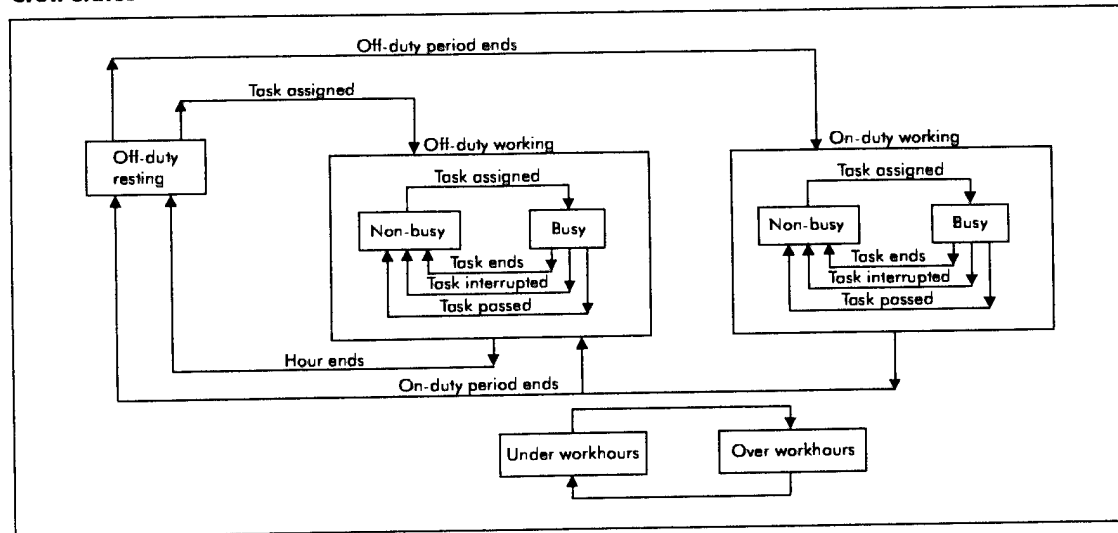 Off-duty period ends
Task assigned
Off-duty
resting
Off-duty working
On-duty working
Task assigned
Non-busy
Busy
Task ends
Task interrupted
Task passed
Task assigned
Non-busy
Busy
Task ends
Task interrupted
Task passed
Hour ends
On-duty period ends
Under workhours
Over workhours